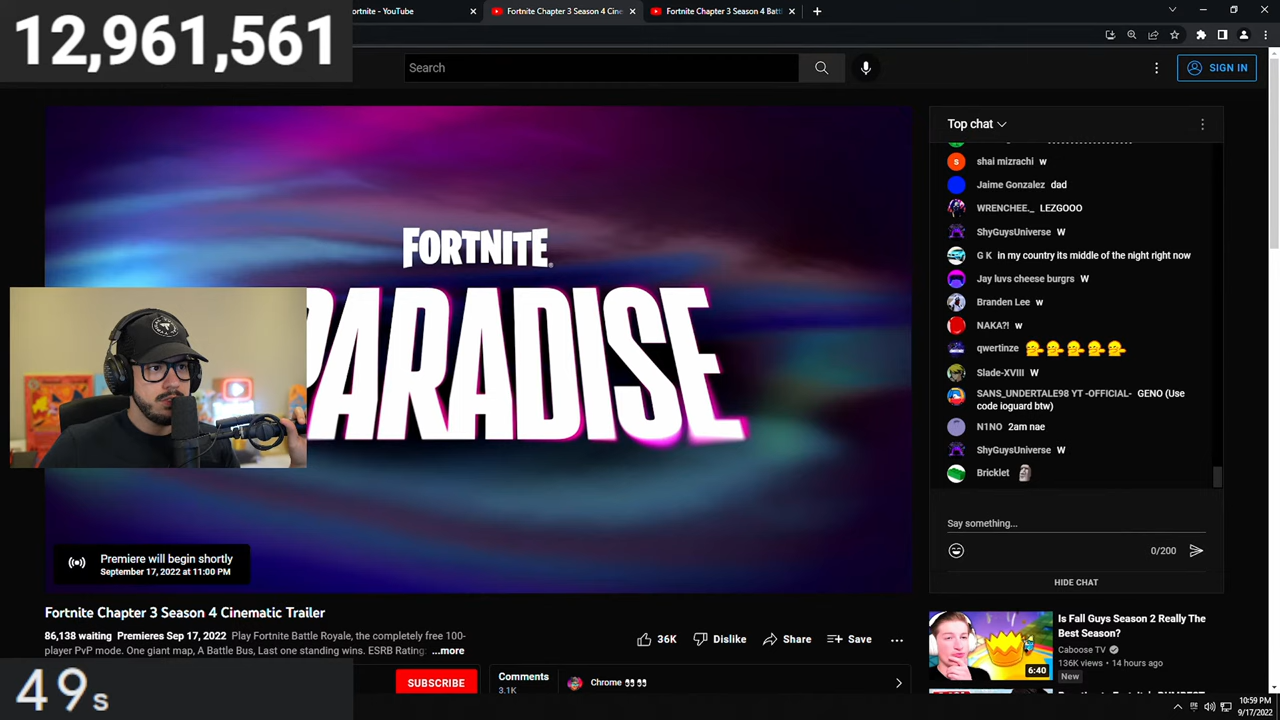 12,961,561
ortnite - YouTube
Fortnite Chapter 3 Season 4 Cine
Fortnite Chapter 3 Season 4 Batt
Search
SIGN IN
FORTNITE
PARADISE
Premiere will begin shortly
September 17, 2022 at 11:00 PM
Fortnite Chapter 3 Season 4 Cinematic Trailer
86,138 waiting Premieres Sep 17, 2022 Play Fortnite Battle Royale, the completely free 100-
player PvP mode. One giant map, A Battle Bus, Last one standing wins. ESRB Rating: ...more
36K
Dislike
Share
Save
49s
SUBSCRIBE
Comments
3.1K
Chrome
Top chat
shai mizrachi w
Jaime Gonzalez dad
WRENCHEE._ LEZGOOO
ShyGuysUniverse W
G K in my country its middle of the night right now
Jay luvs cheese burgrs W
Branden Lee w
NAKA?! w
qwertinze
Slade-XVIII W
SANS_UNDERTALE98 YT -OFFICIAL- GENO (Use
code ioguard btw)
N1NO 2am nae
ShyGuysUniverse W
Bricklet
Say something...
0/200
HIDE CHAT
Is Fall Guys Season 2 Really The
Best Season?
Caboose TV
136K views • 14 hours ago
New
6:40
10:59 PM
9/17/2022